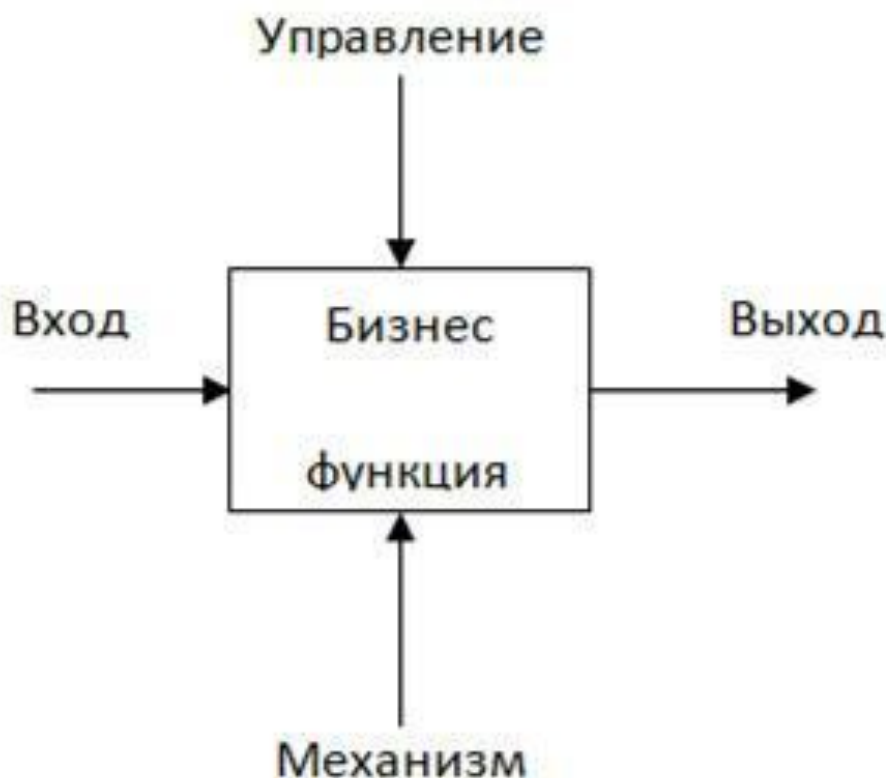 Управление
Вход
Бизнес
Выход
функция
Механизм